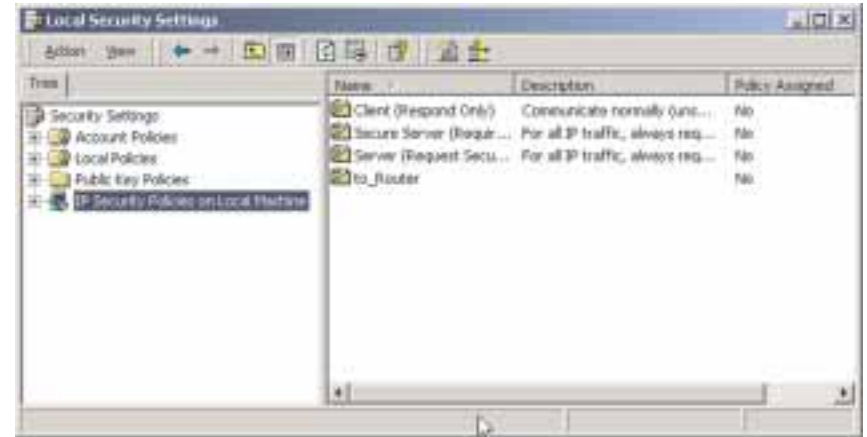 Local Security Settings
Action View
Tree
Security Settings
Account Policies
Local Policies
Public Key Policies
IP Security Policies on Local Machine
Name Description Policy Assigned
Client (Respond Only) Communicate normally (uns... No
Secure Server (Requir... For all IP traffic, always req... No
Server (Request Secu... For all IP traffic, always req... No
to_Router No